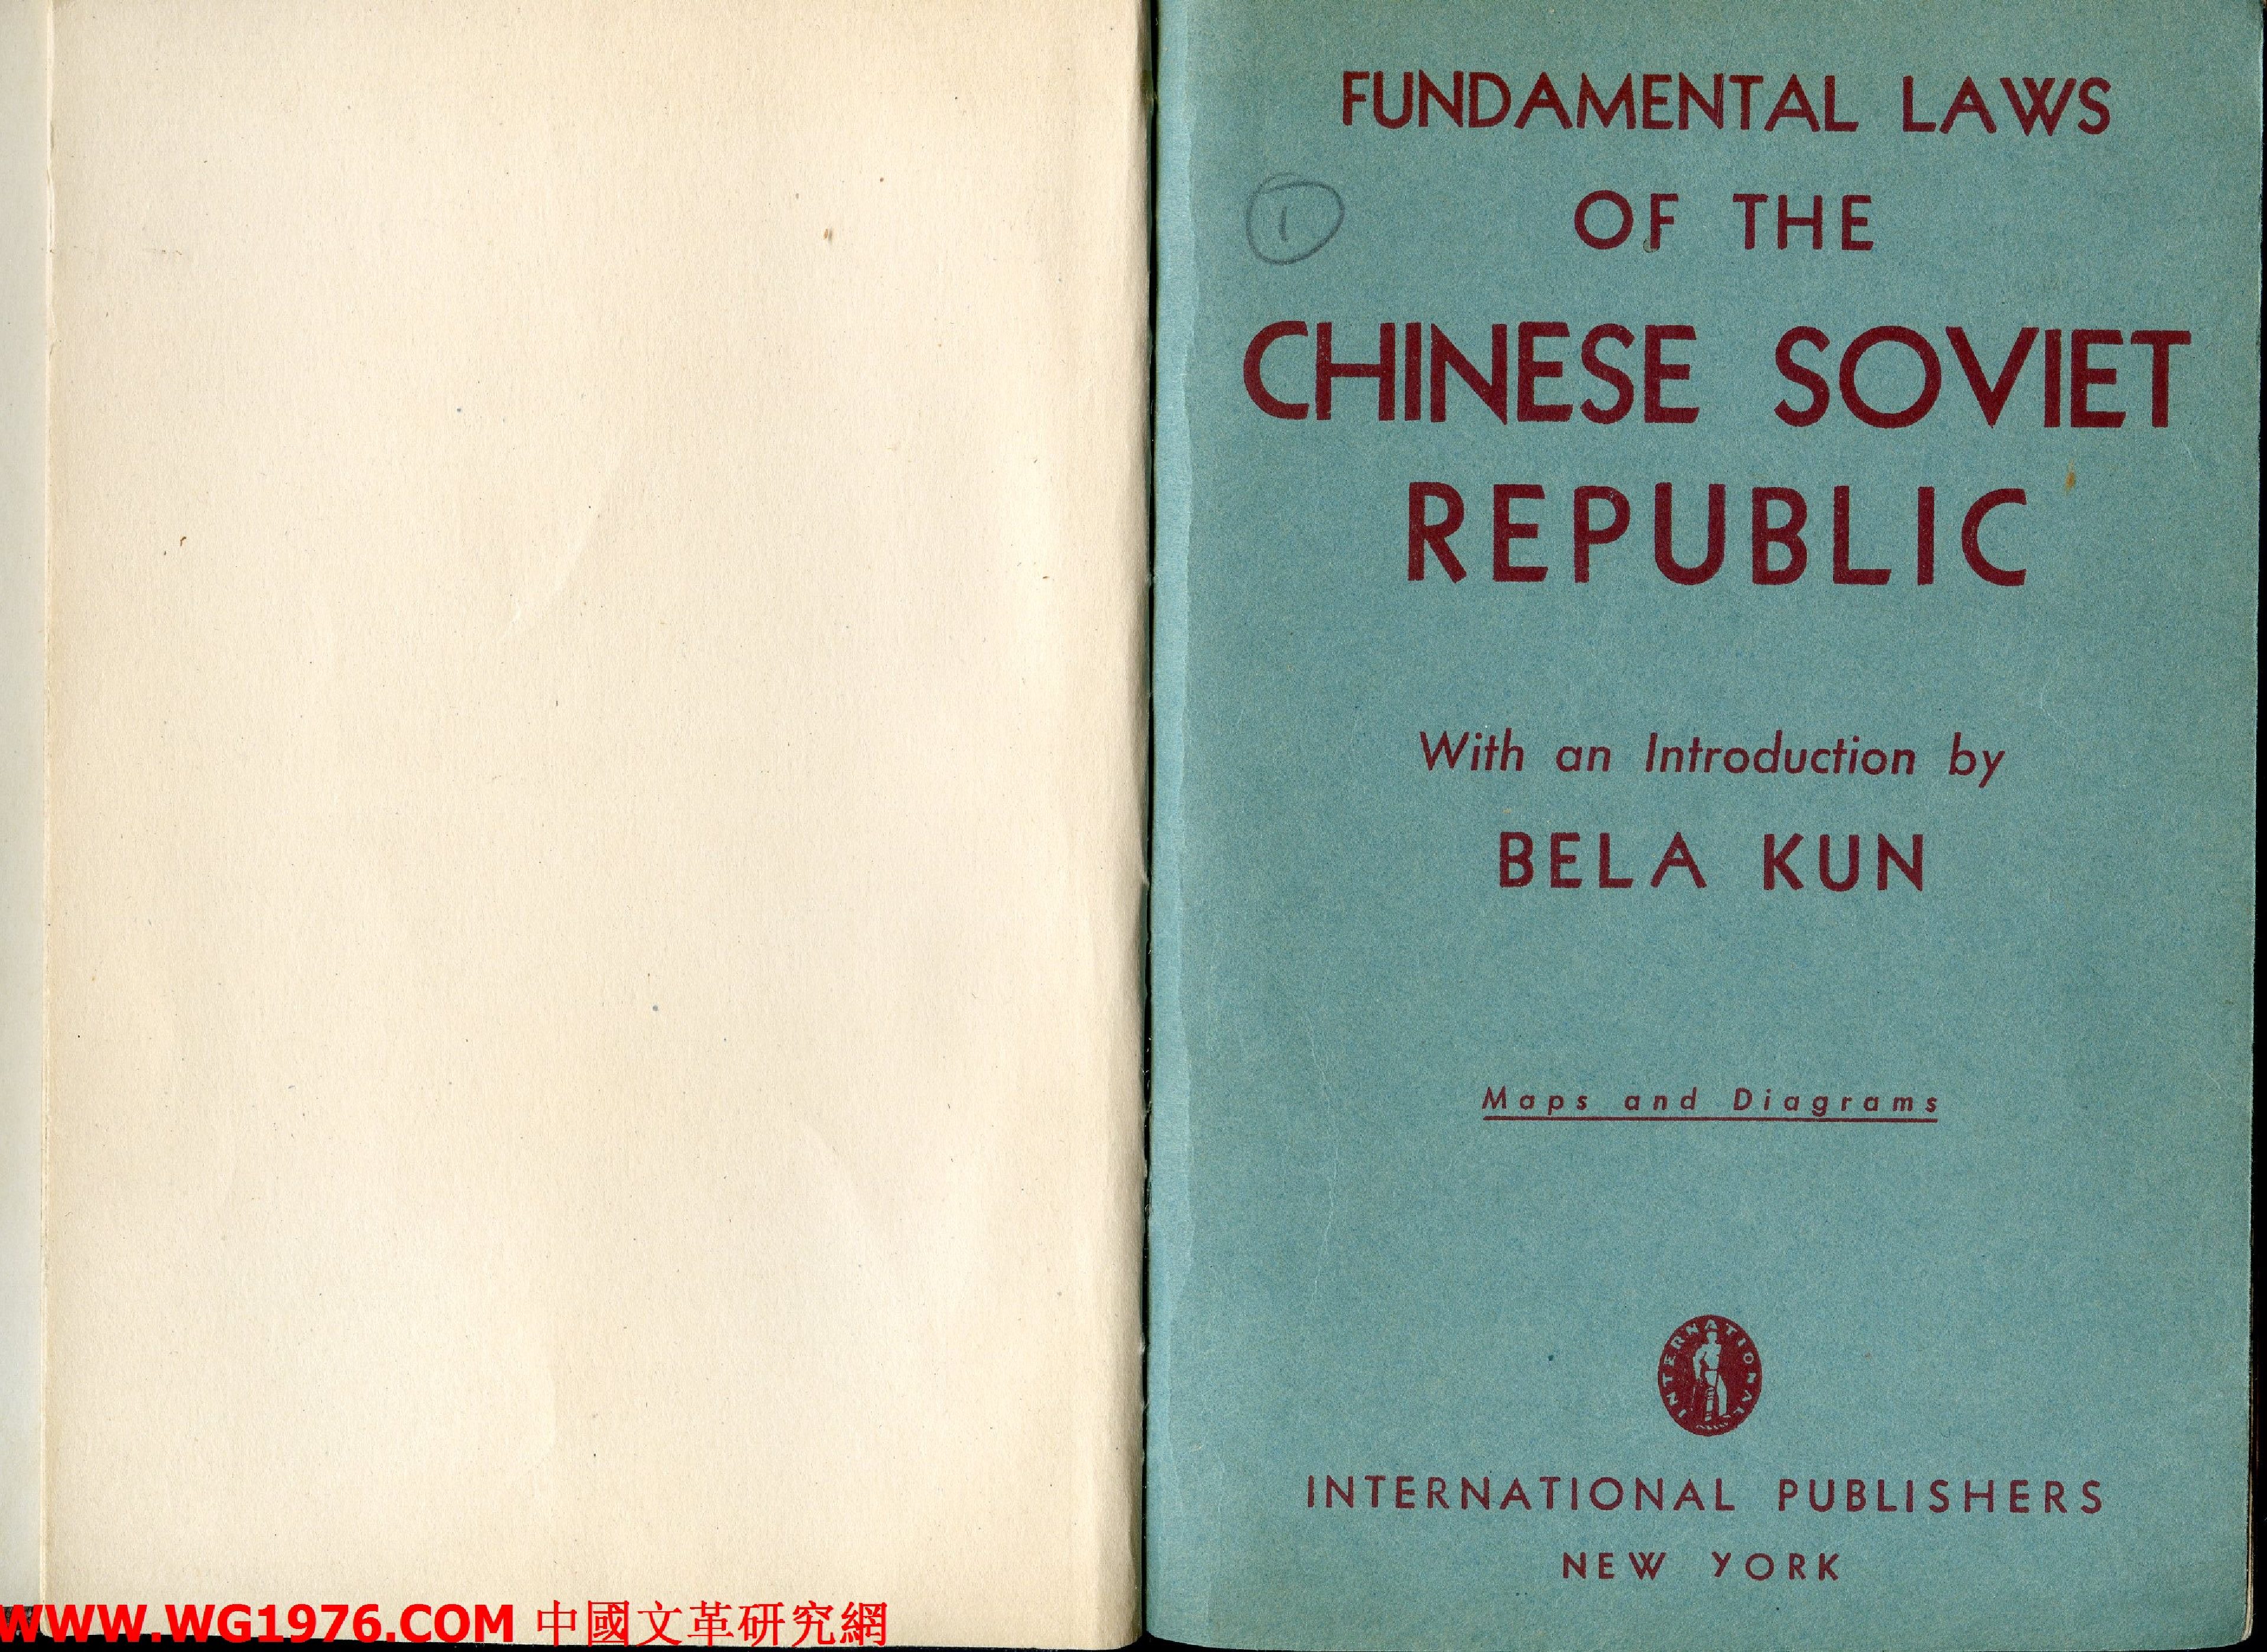 FUNDAMENTAL LAWS
OF THE
1
CHINESE SOVIET
REPUBLIC
With an Introduction by
BELA KUN
Maps and Diagrams
INTERNATIONAL
INTERNATIONAL PUBLISHERS
NEW YORK
WWW.WG1976.COM 中國文革研究網